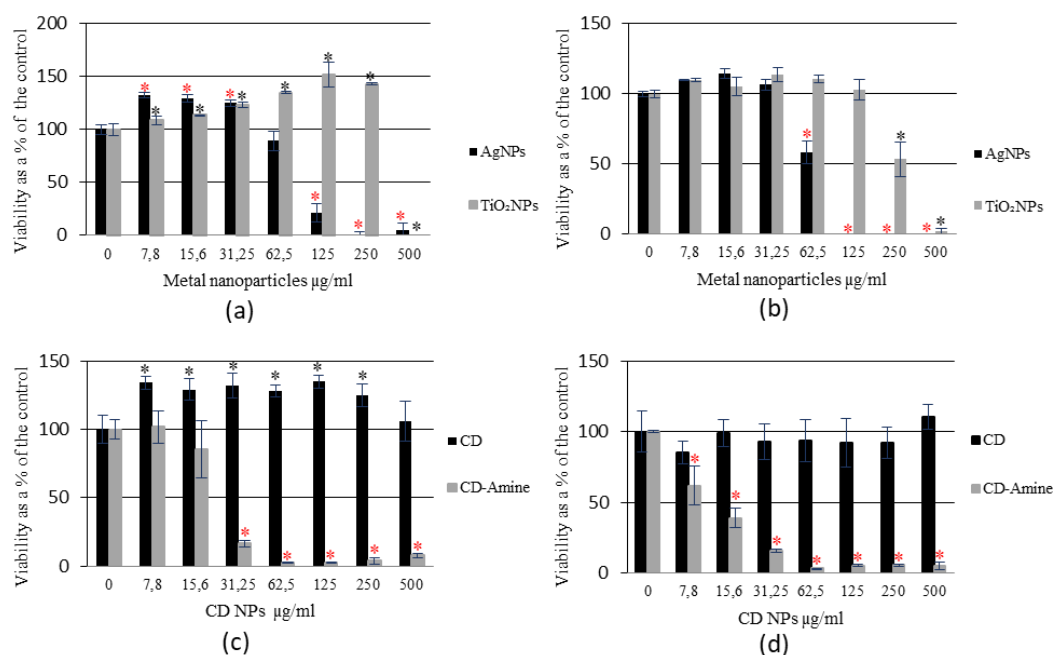 200
150
100
50
0
Viability as a % of the control
* * * * * * * * * * * * *
0 7,8 15,6 31,25 62,5 125 250 500
Metal nanoparticles µg/ml
AgNPs
TiO₂NPs
(a)
150
100
50
0
Viability as a % of the control
* * * * * *
0 7,8 15,6 31,25 62,5 125 250 500
Metal nanoparticles µg/ml
AgNPs
TiO₂NPs
(b)
150
100
50
0
Viability as a % of the control
* * * * * * * * * * *
0 7,8 15,6 31,25 62,5 125 250 500
CD NPs µg/ml
CD
CD-Amine
(c)
150
100
50
0
Viability as a % of the control
* * * * * * *
0 7,8 15,6 31,25 62,5 125 250 500
CD NPs µg/ml
CD
CD-Amine
(d)